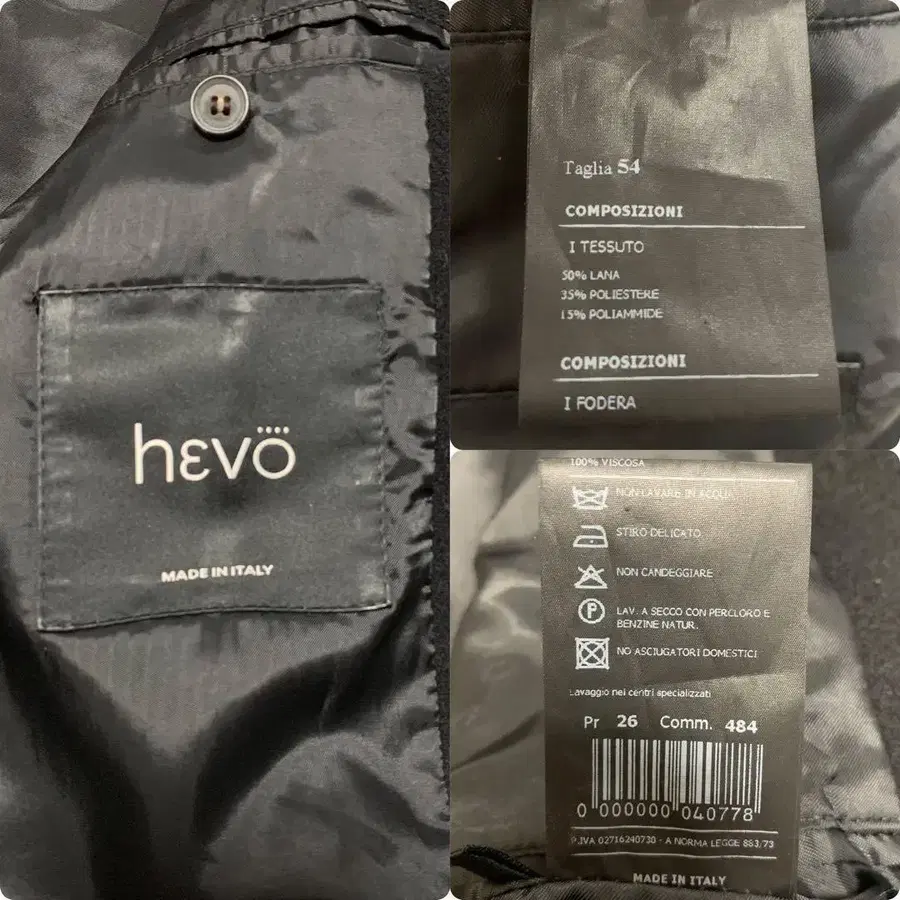 hεvö
MADE IN ITALY
Taglia 54
COMPOSIZIONI
I TESSUTO
50% LANA
35% POLIESTERE
15% POLIAMMIDE
COMPOSIZIONI
I FODERA
100% VISCOSA
NON LAVARE IN ACQUA
STIRO DELICATO
NON CANDEGGIARE
P
LAV. A SECCO CON PERCLORO E
BENZINE NATUR.
NO ASCIUGATORI DOMESTICI
Lavaggio nei centri specializzati
Pr 26 Comm. 484
0 000000 040778
P.IVA 02716240730 - A NORMA LEGGE 883/73
MADE IN ITALY